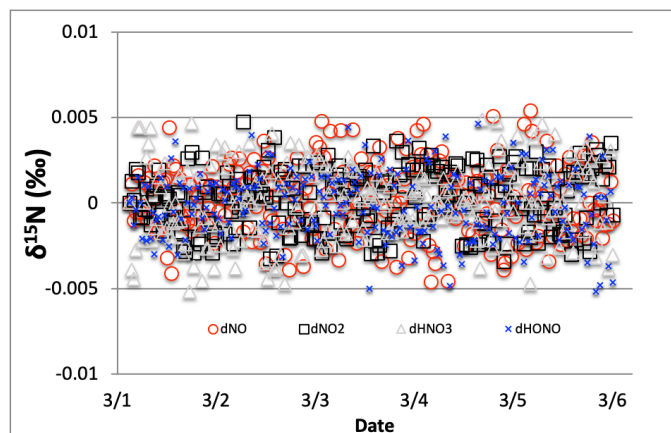 0.01
0.005
0
-0.005
-0.01
δ¹⁵N (‰)
dNO dNO2 dHNO3 dHONO
3/1 3/2 3/3 3/4 3/5 3/6
Date